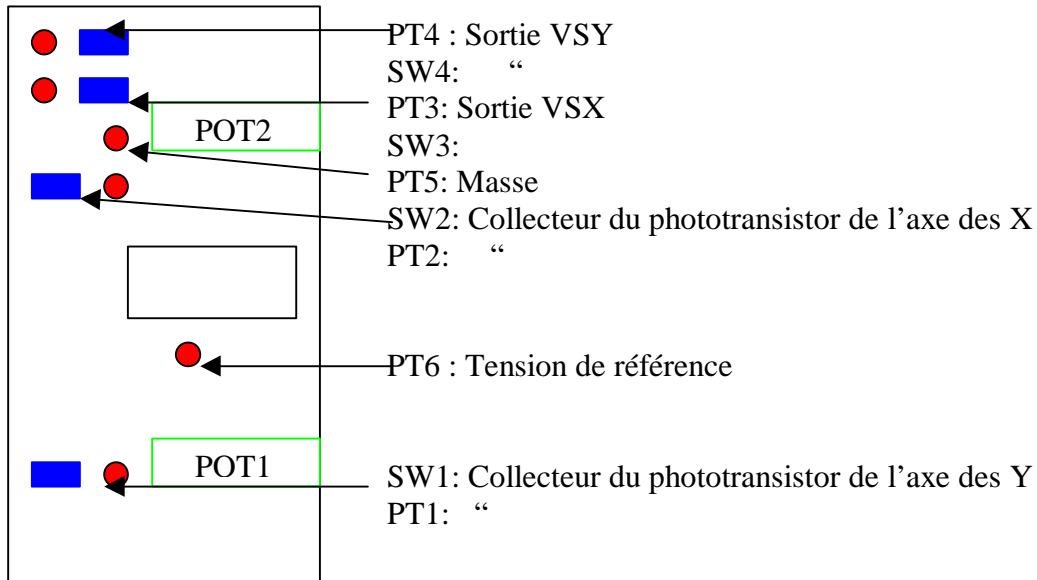 PT4 : Sortie VSY
SW4: “
PT3: Sortie VSX
POT2
SW3:
PT5: Masse
SW2: Collecteur du phototransistor de l’axe des X
PT2: “
PT6 : Tension de référence
POT1
SW1: Collecteur du phototransistor de l’axe des Y
PT1: “